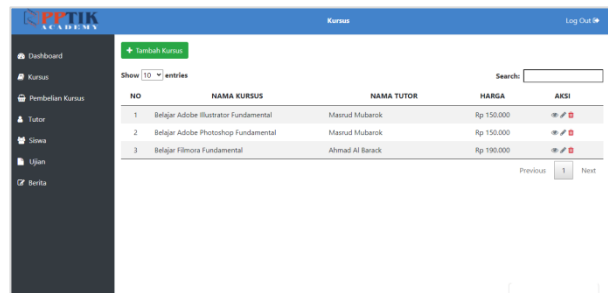 PPTIK
ACADEMY
Kursus
Log Out
Dashboard
Kursus
Pembelian Kursus
Tutor
Siswa
Ujian
Berita
+ Tambah Kursus
Show 10 entries
Search:
NO NAMA KURSUS NAMA TUTOR HARGA AKSI
1 Belajar Adobe Illustrator Fundamental Masrud Mubarok Rp 150.000
2 Belajar Adobe Photoshop Fundamental Masrud Mubarok Rp 150.000
3 Belajar Filmora Fundamental Ahmad Al Barack Rp 190.000
Previous 1 Next